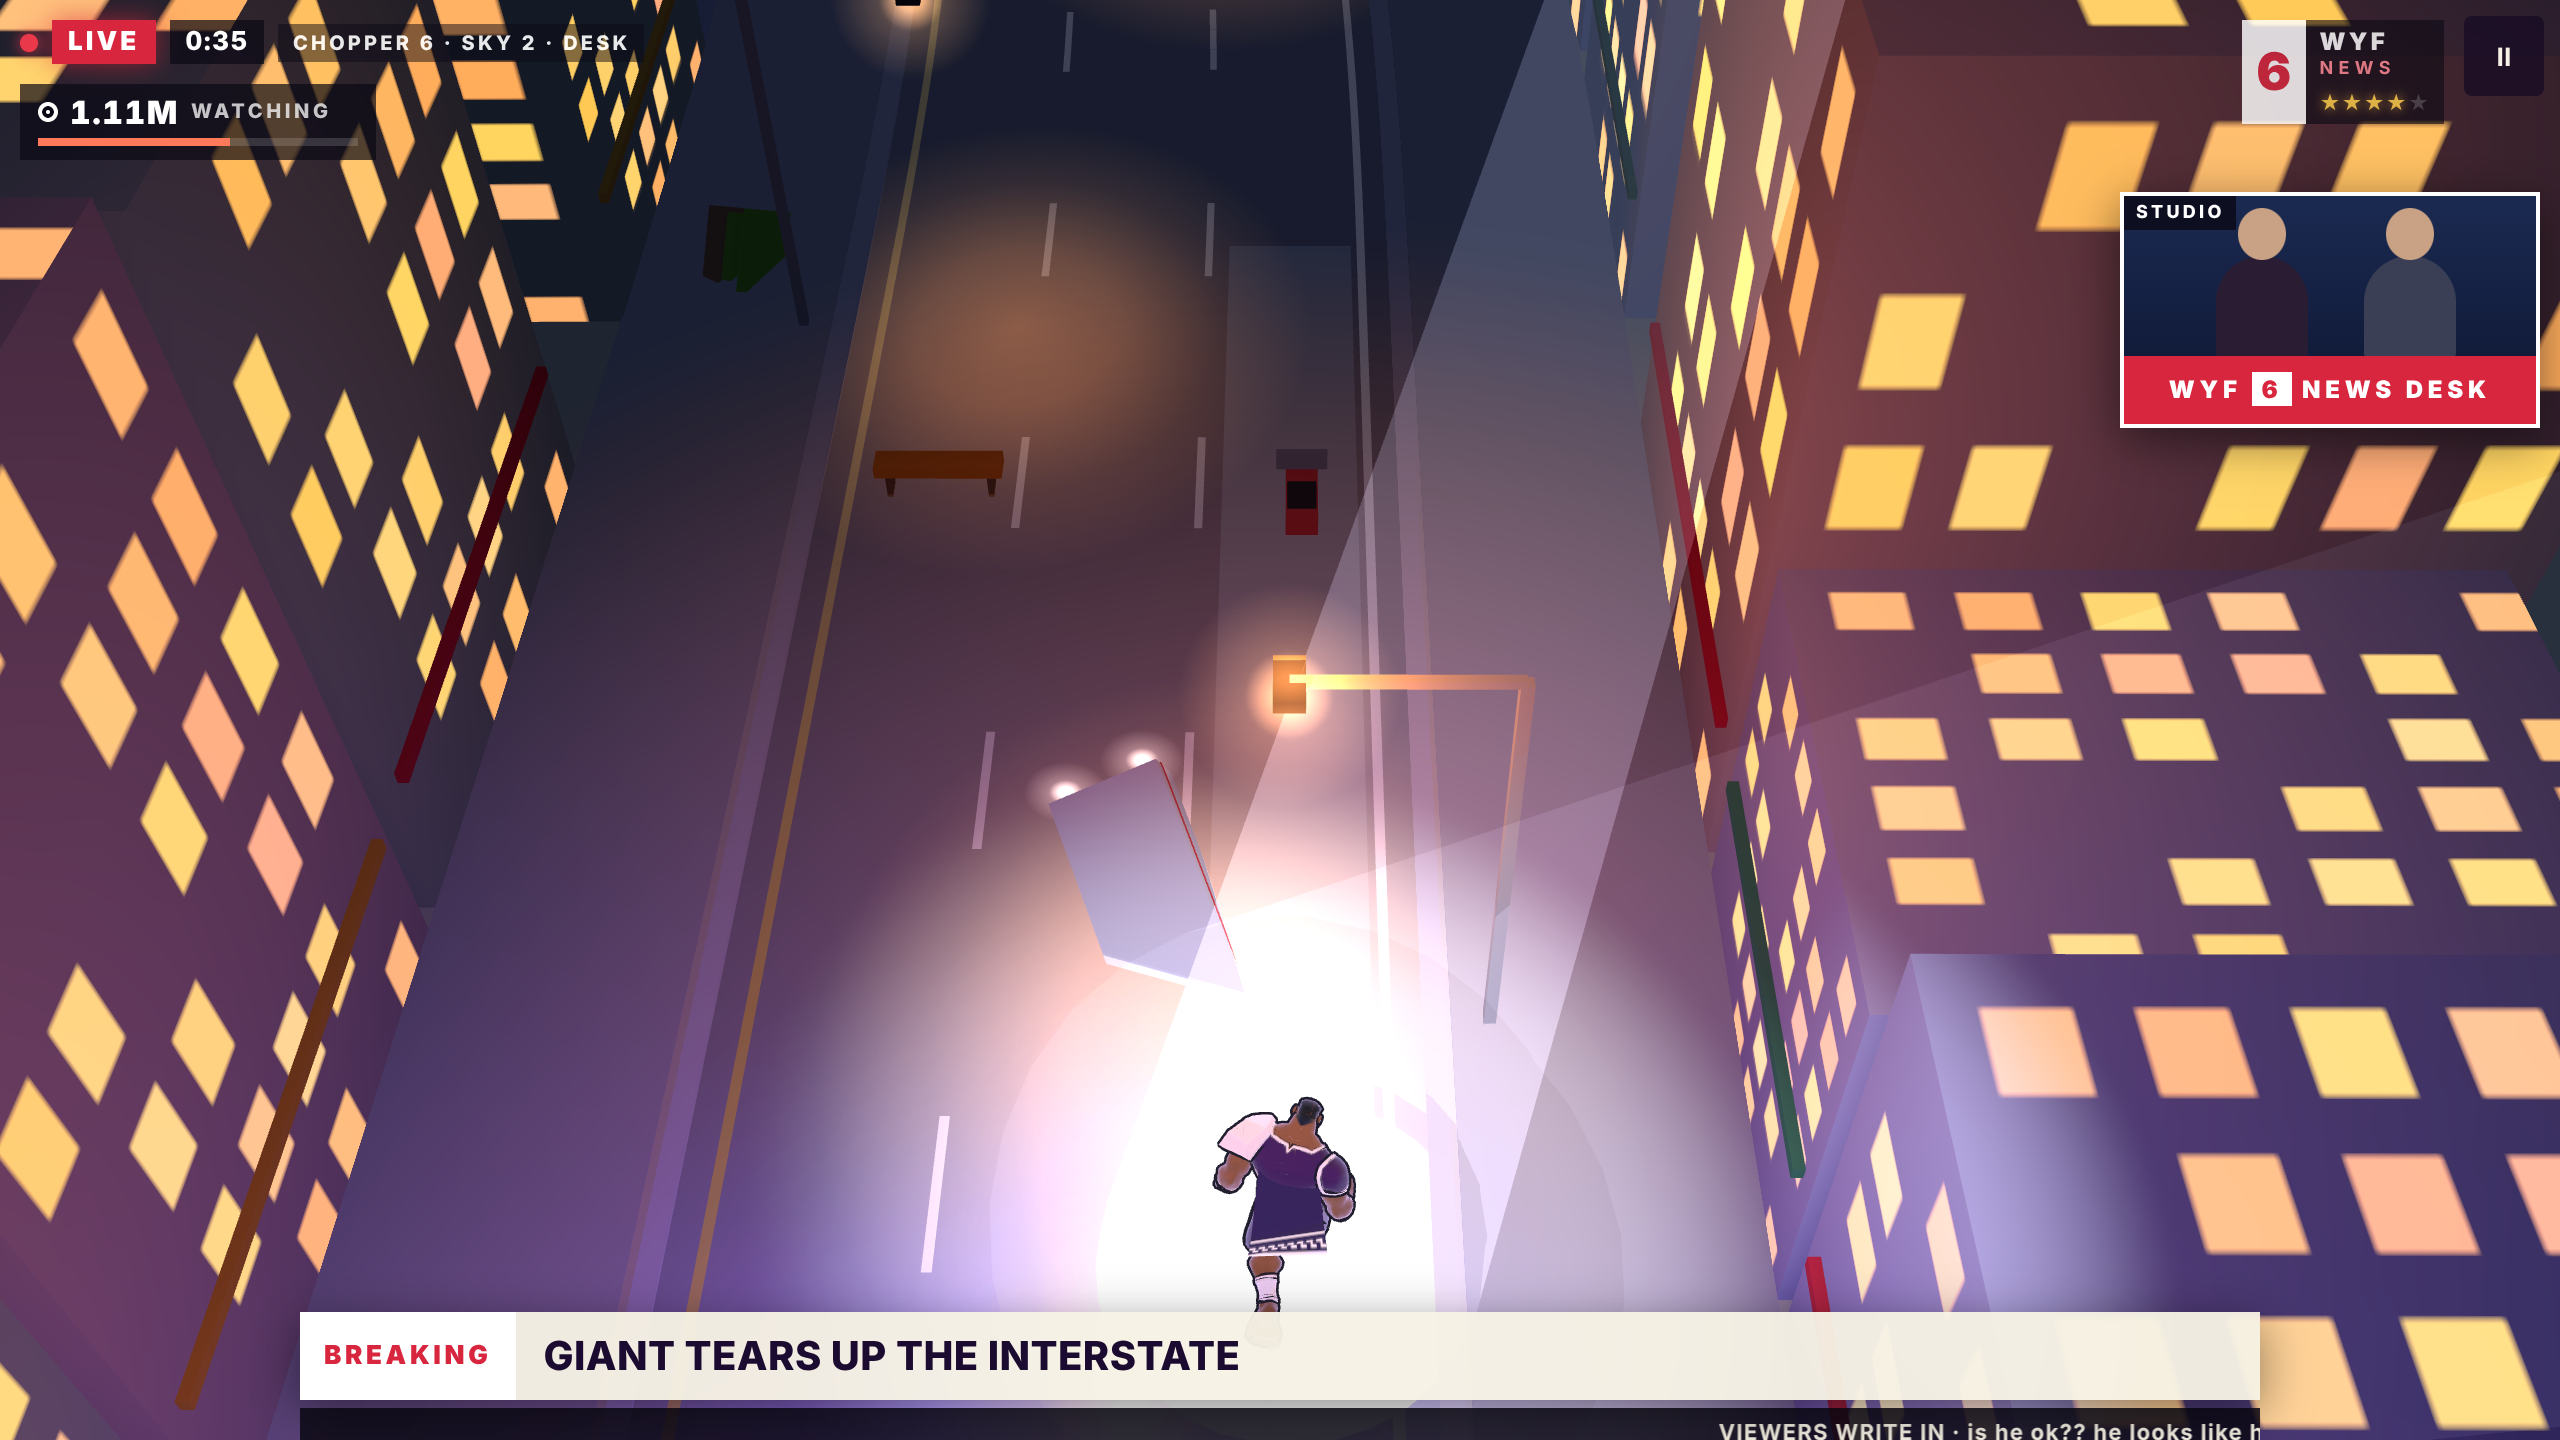 LIVE 0:35 CHOPPER 6 · SKY 2 · DESK
1.11M WATCHING
6 WYF
NEWS
★★★★★
STUDIO
WYF 6 NEWS DESK
BREAKING GIANT TEARS UP THE INTERSTATE
VIEWERS WRITE IN · is he ok?? he looks like